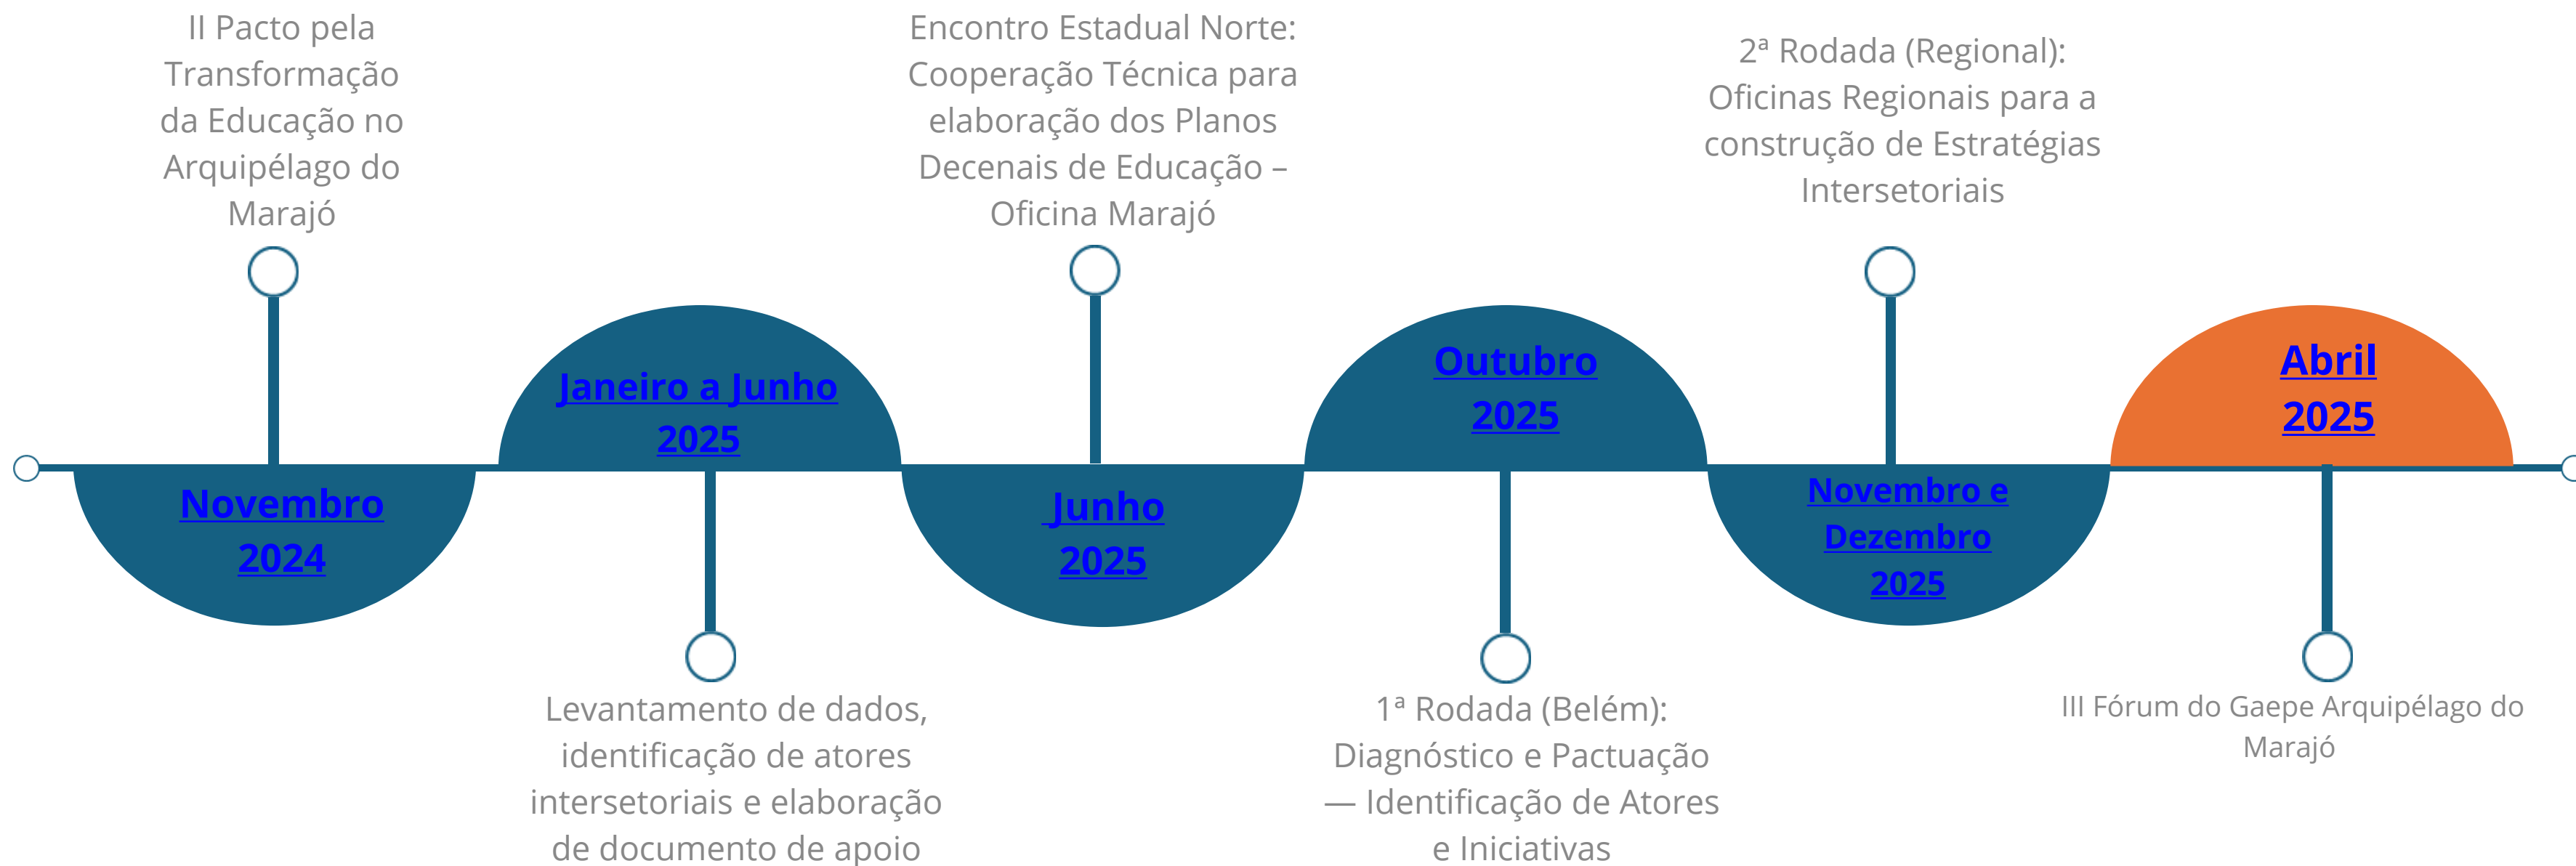 II Pacto pela
Transformação
da Educação no
Arquipélago do
Marajó
Novembro
2024
Janeiro a Junho
2025
Levantamento de dados,
identificação de atores
intersetoriais e elaboração
de documento de apoio
Encontro Estadual Norte:
Cooperação Técnica para
elaboração dos Planos
Decenais de Educação –
Oficina Marajó
Junho
2025
Outubro
2025
1ª Rodada (Belém):
Diagnóstico e Pactuação
— Identificação de Atores
e Iniciativas
2ª Rodada (Regional):
Oficinas Regionais para a
construção de Estratégias
Intersetoriais
Novembro e
Dezembro
2025
Abril
2025
III Fórum do Gaepe Arquipélago do
Marajó